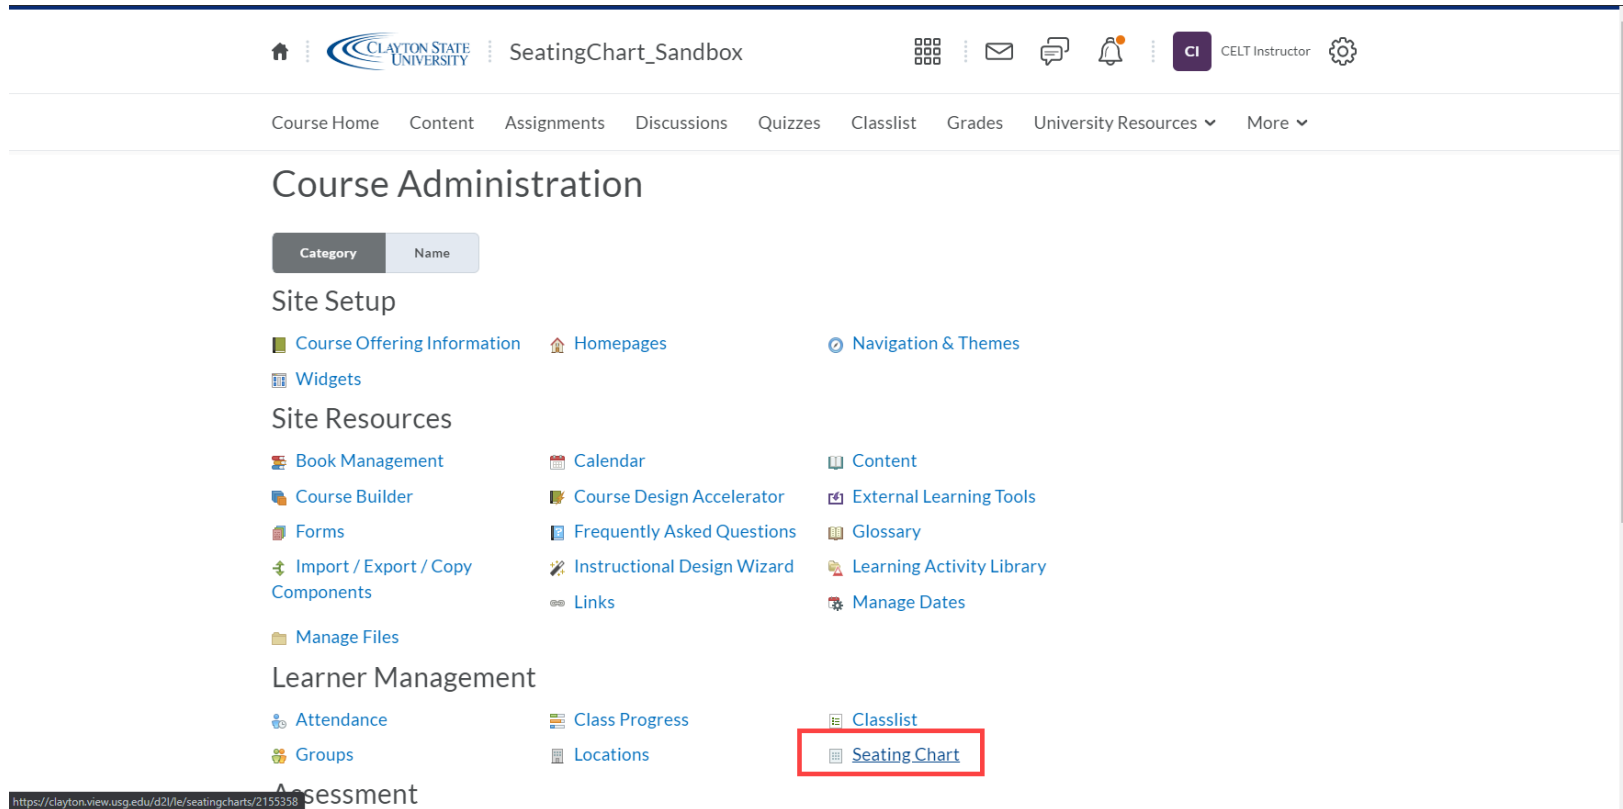 CLAYTON STATE
UNIVERSITY
SeatingChart_Sandbox
CI
CELT Instructor
Course Home Content Assignments Discussions Quizzes Classlist Grades University Resources More
Course Administration
Category Name
Site Setup
Course Offering Information Homepages Navigation & Themes
Widgets
Site Resources
Book Management Calendar Content
Course Builder Course Design Accelerator External Learning Tools
Forms Frequently Asked Questions Glossary
Import / Export / Copy Instructional Design Wizard Learning Activity Library
Components
Links Manage Dates
Manage Files
Learner Management
Attendance Class Progress Classlist
Groups Locations Seating Chart
https://clayton.view.usg.edu/d2l/le/seatingcharts/2155358